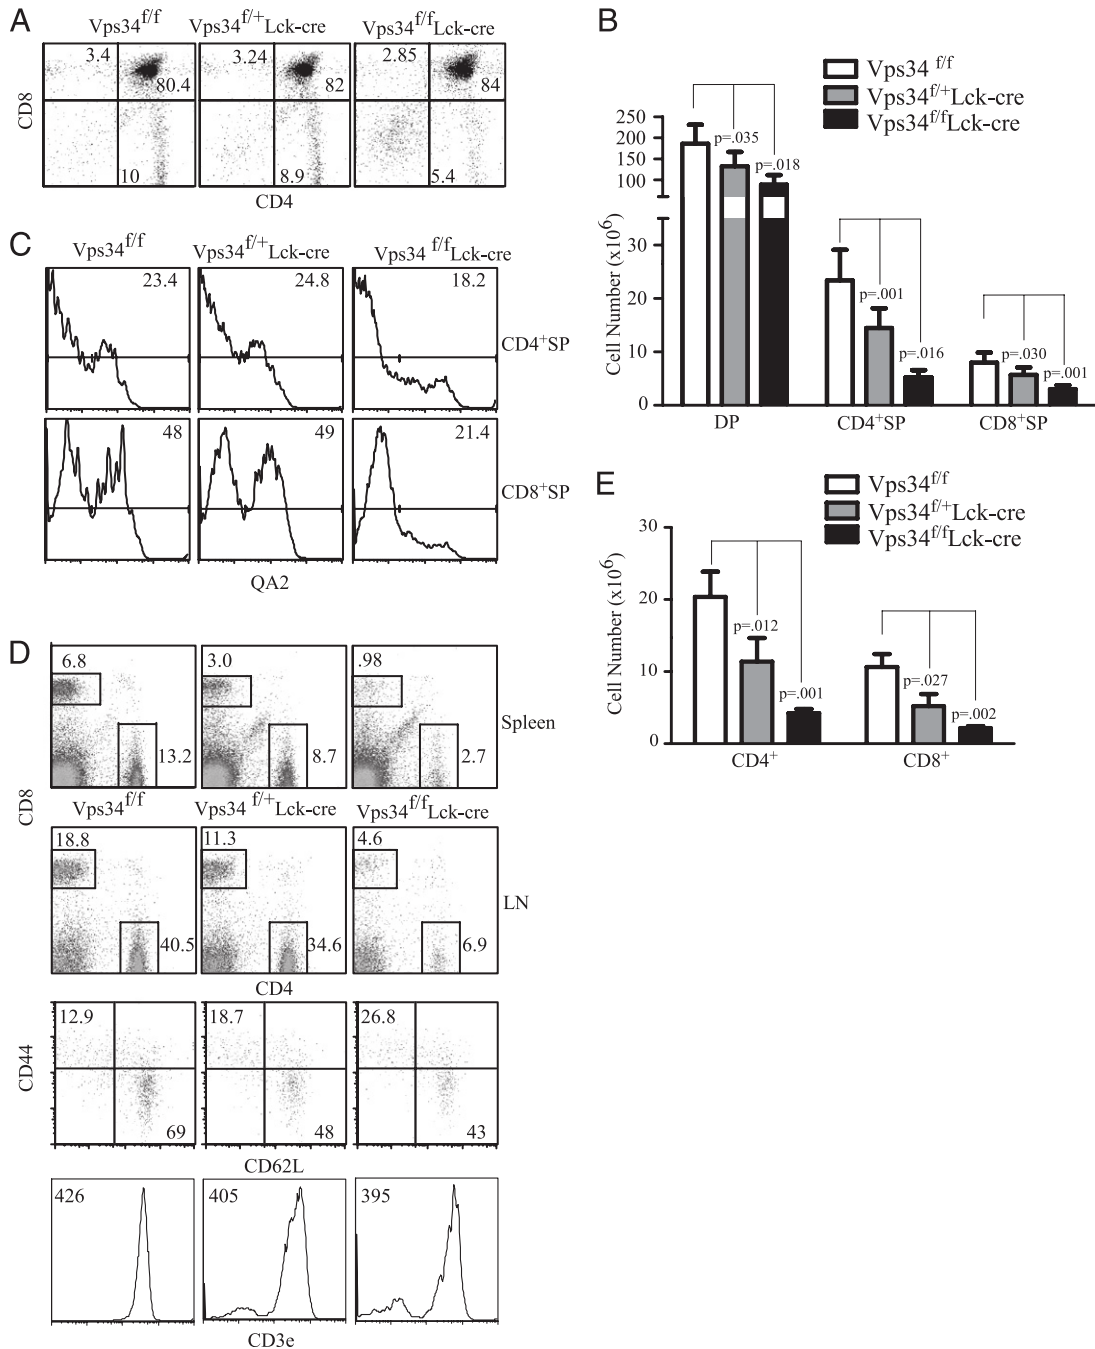 A
Vps34f/f Vps34f/+Lck-cre Vps34f/fLck-cre
3.4 3.24 2.85
80.4 82 84
CD8
10 8.9 5.4
CD4
B
Vps34 f/f
Vps34f/+Lck-cre
Vps34f/fLck-cre
250
200
150
100
30
20
10
0
Cell Number (x10^6)
p=.035
p=.018
p=.001
p=.016
p=.030
p=.001
DP CD4+SP CD8+SP
C
Vps34f/f Vps34f/+Lck-cre Vps34 f/fLck-cre
23.4 24.8 18.2
CD4+SP
48 49 21.4
CD8+SP
QA2
E
Vps34f/f
Vps34f/+Lck-cre
Vps34f/fLck-cre
30
20
10
0
Cell Number (x10^6)
p=.012
p=.001
p=.027
p=.002
CD4+ CD8+
D
6.8 3.0 .98
Spleen
13.2 8.7 2.7
CD8
Vps34f/f Vps34 f/+Lck-cre Vps34f/fLck-cre
18.8 11.3 4.6
LN
40.5 34.6 6.9
CD4
12.9 18.7 26.8
CD44
69 48 43
CD62L
426 405 395
CD3e